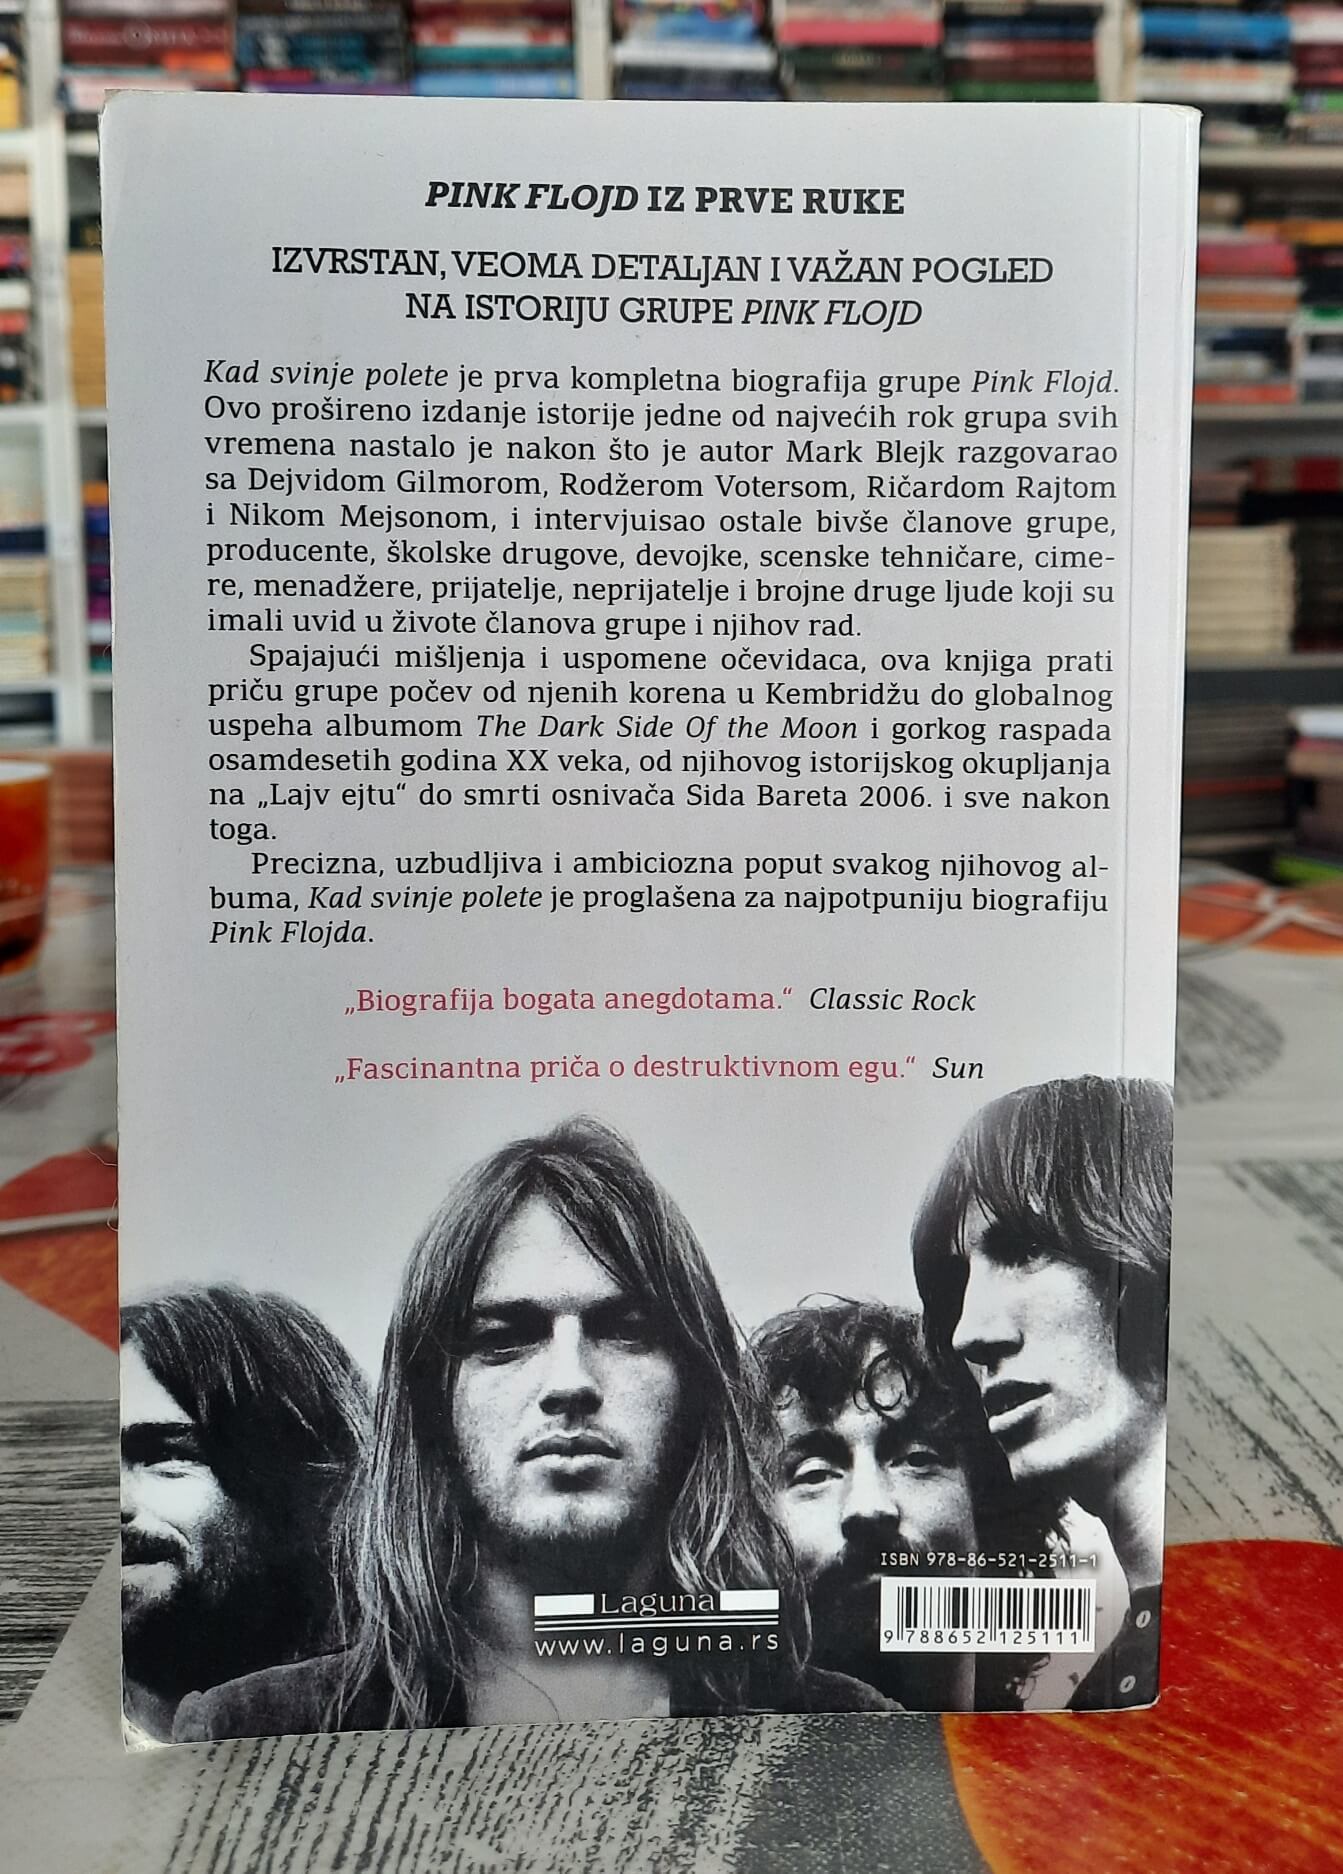 PINK FLOJD IZ PRVE RUKE
IZVRSTAN, VEOMA DETALJAN I VAŽAN POGLED
NA ISTORIJU GRUPE PINK FLOJD
Kad svinje polete je prva kompletna biografija grupe Pink Flojd.
Ovo prošireno izdanje istorije jedne od najvećih rok grupa svih
vremena nastalo je nakon što je autor Mark Blejk razgovarao
sa Dejvidom Gilmorom, Rodžerom Votersom, Ričardom Rajtom
i Nikom Mejsonom, i intervjuisao ostale bivše članove grupe,
producente, školske drugove, devojke, scenske tehničare, cime-
re, menadžere, prijatelje, neprijatelje i brojne druge ljude koji su
imali uvid u živote članova grupe i njihov rad.
Spajajući mišljenja i uspomene očevidaca, ova knjiga prati
priču grupe počev od njenih korena u Kembridžu do globalnog
uspeha albumom The Dark Side Of the Moon i gorkog raspada
osamdesetih godina XX veka, od njihovog istorijskog okupljanja
na „Lajv ejtu“ do smrti osnivača Sida Bareta 2006. i sve nakon
toga.
Precizna, uzbudljiva i ambiciozna poput svakog njihovog al-
buma, Kad svinje polete je proglašena za najpotpuniju biografiju
Pink Flojda.
„Biografija bogata anegdotama.“ Classic Rock
„Fascinantna priča o destruktivnom egu.“ Sun
ISBN 978-86-521-2511-1
Laguna
www.laguna.rs
9 788652 125111